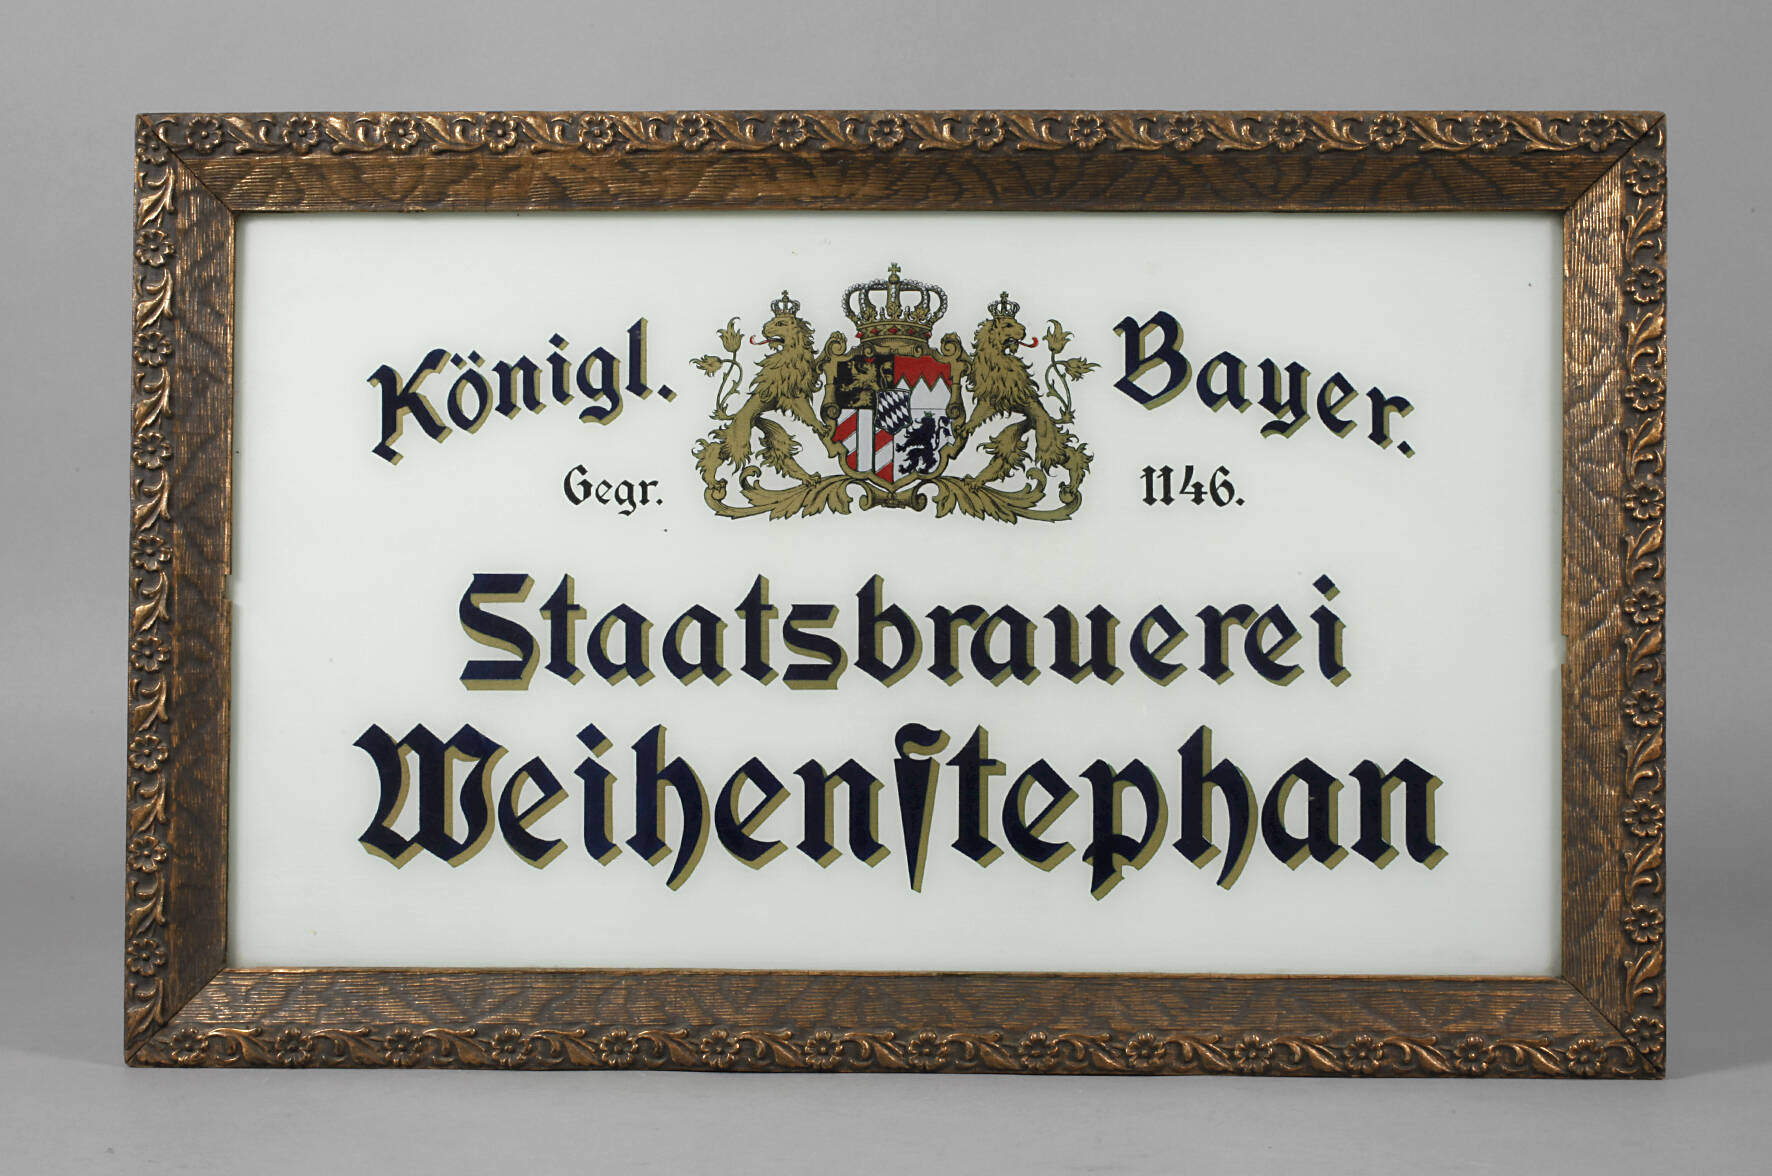 Königl. Bayer.
Gegr. 1146.
Staatsbrauerei
Weihenſtephan